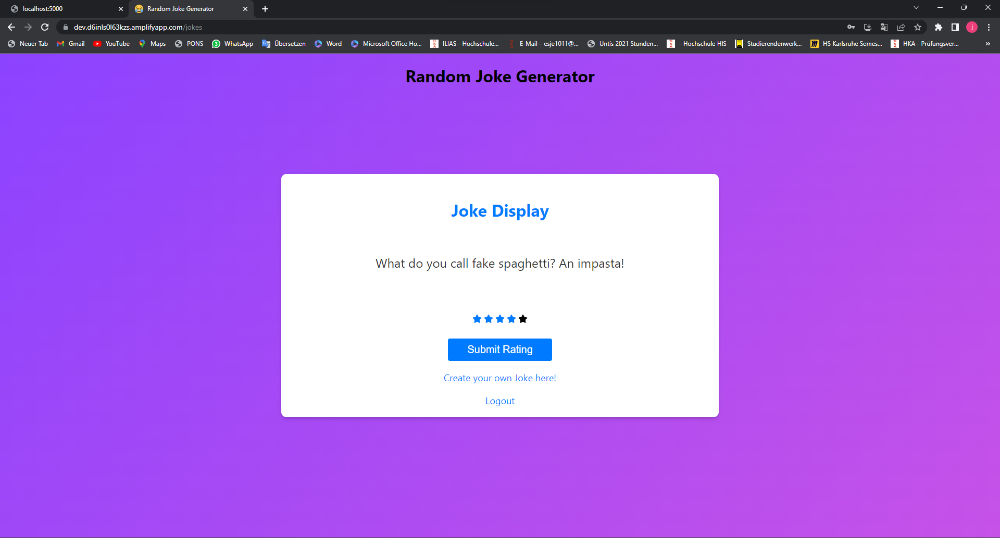 localhost:5000
Random Joke Generator
dev.d6inls0l63kzs.amplifyapp.com/jokes
j
Neuer Tab Gmail YouTube Maps PONS 3 WhatsApp Übersetzen Word Microsoft Office Ho... ILIAS - Hochschule... E-Mail – esje1011@... Untis 2021 Stunden... - Hochschule HIS Studierendenwerk... HS Karlsruhe Semes... HKA - Prüfungsver... »
Random Joke Generator
Joke Display
What do you call fake spaghetti? An impasta!
Submit Rating
Create your own Joke here!
Logout